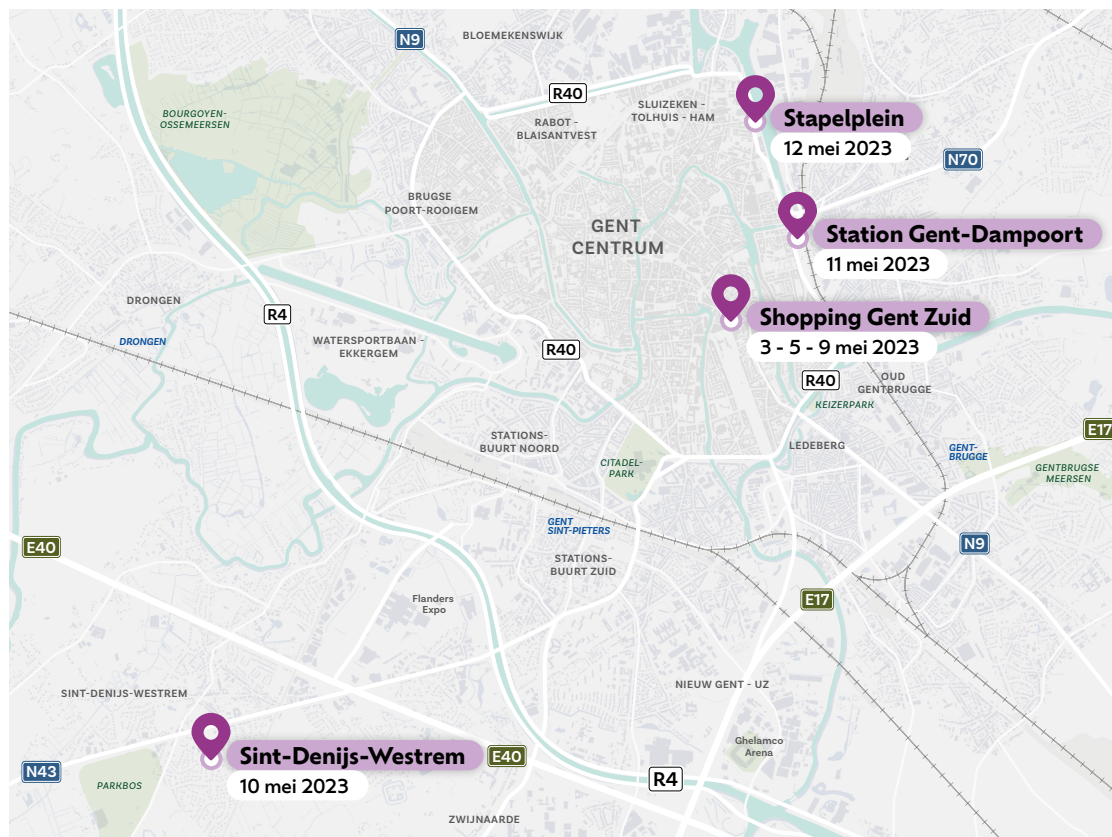 BLOEMEKENSWIJK
N9
R40
SLUIZEKEN -
TOLHUIS - HAM
BOURGOYEN-
OSSEMEERSEN
RABOT -
BLAISANTVEST
Stapelplein
12 mei 2023
N70
BRUGSE
POORT-ROOIGEM
GENT
CENTRUM
Station Gent-Dampoort
11 mei 2023
DRONGEN
R4
Shopping Gent Zuid
3 - 5 - 9 mei 2023
DRONGEN
WATERSPORTBAAN -
EKKERGEM
R40
R40
OUD
GENTBRUGGE
KEIZERPARK
STATIONS-
BUURT NOORD
LEDEBERG
E17
GENT-
BRUGGE
CITADEL-
PARK
GENTBRUGSE
MEERSEN
GENT
SINT-PIETERS
E40
N9
STATIONS-
BUURT ZUID
Flanders
Expo
E17
SINT-DENIJS-WESTREM
NIEUW GENT - UZ
Ghelamco
Arena
Sint-Denijs-Westrem
10 mei 2023
E40
N43
PARKBOS
R4
ZWIJNAARDE